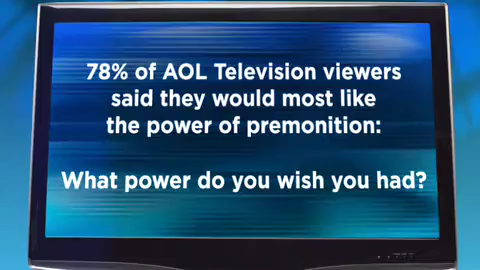 78% of AOL Television viewers
said they would most like
the power of premonition:
What power do you wish you had?